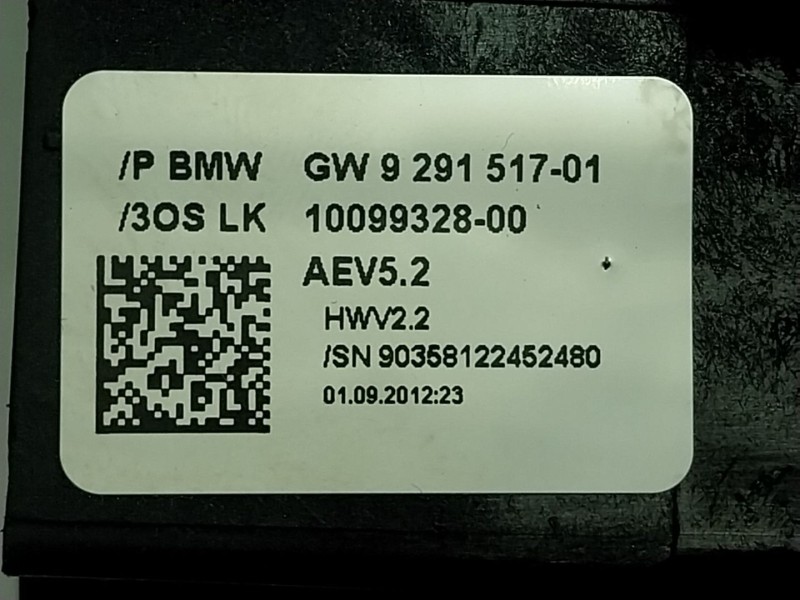 /P BMW GW 9 291 517-01
/3OS LK 10099328-00
AEV5.2
HWV2.2
/SN 90358122452480
01.09.2012:23